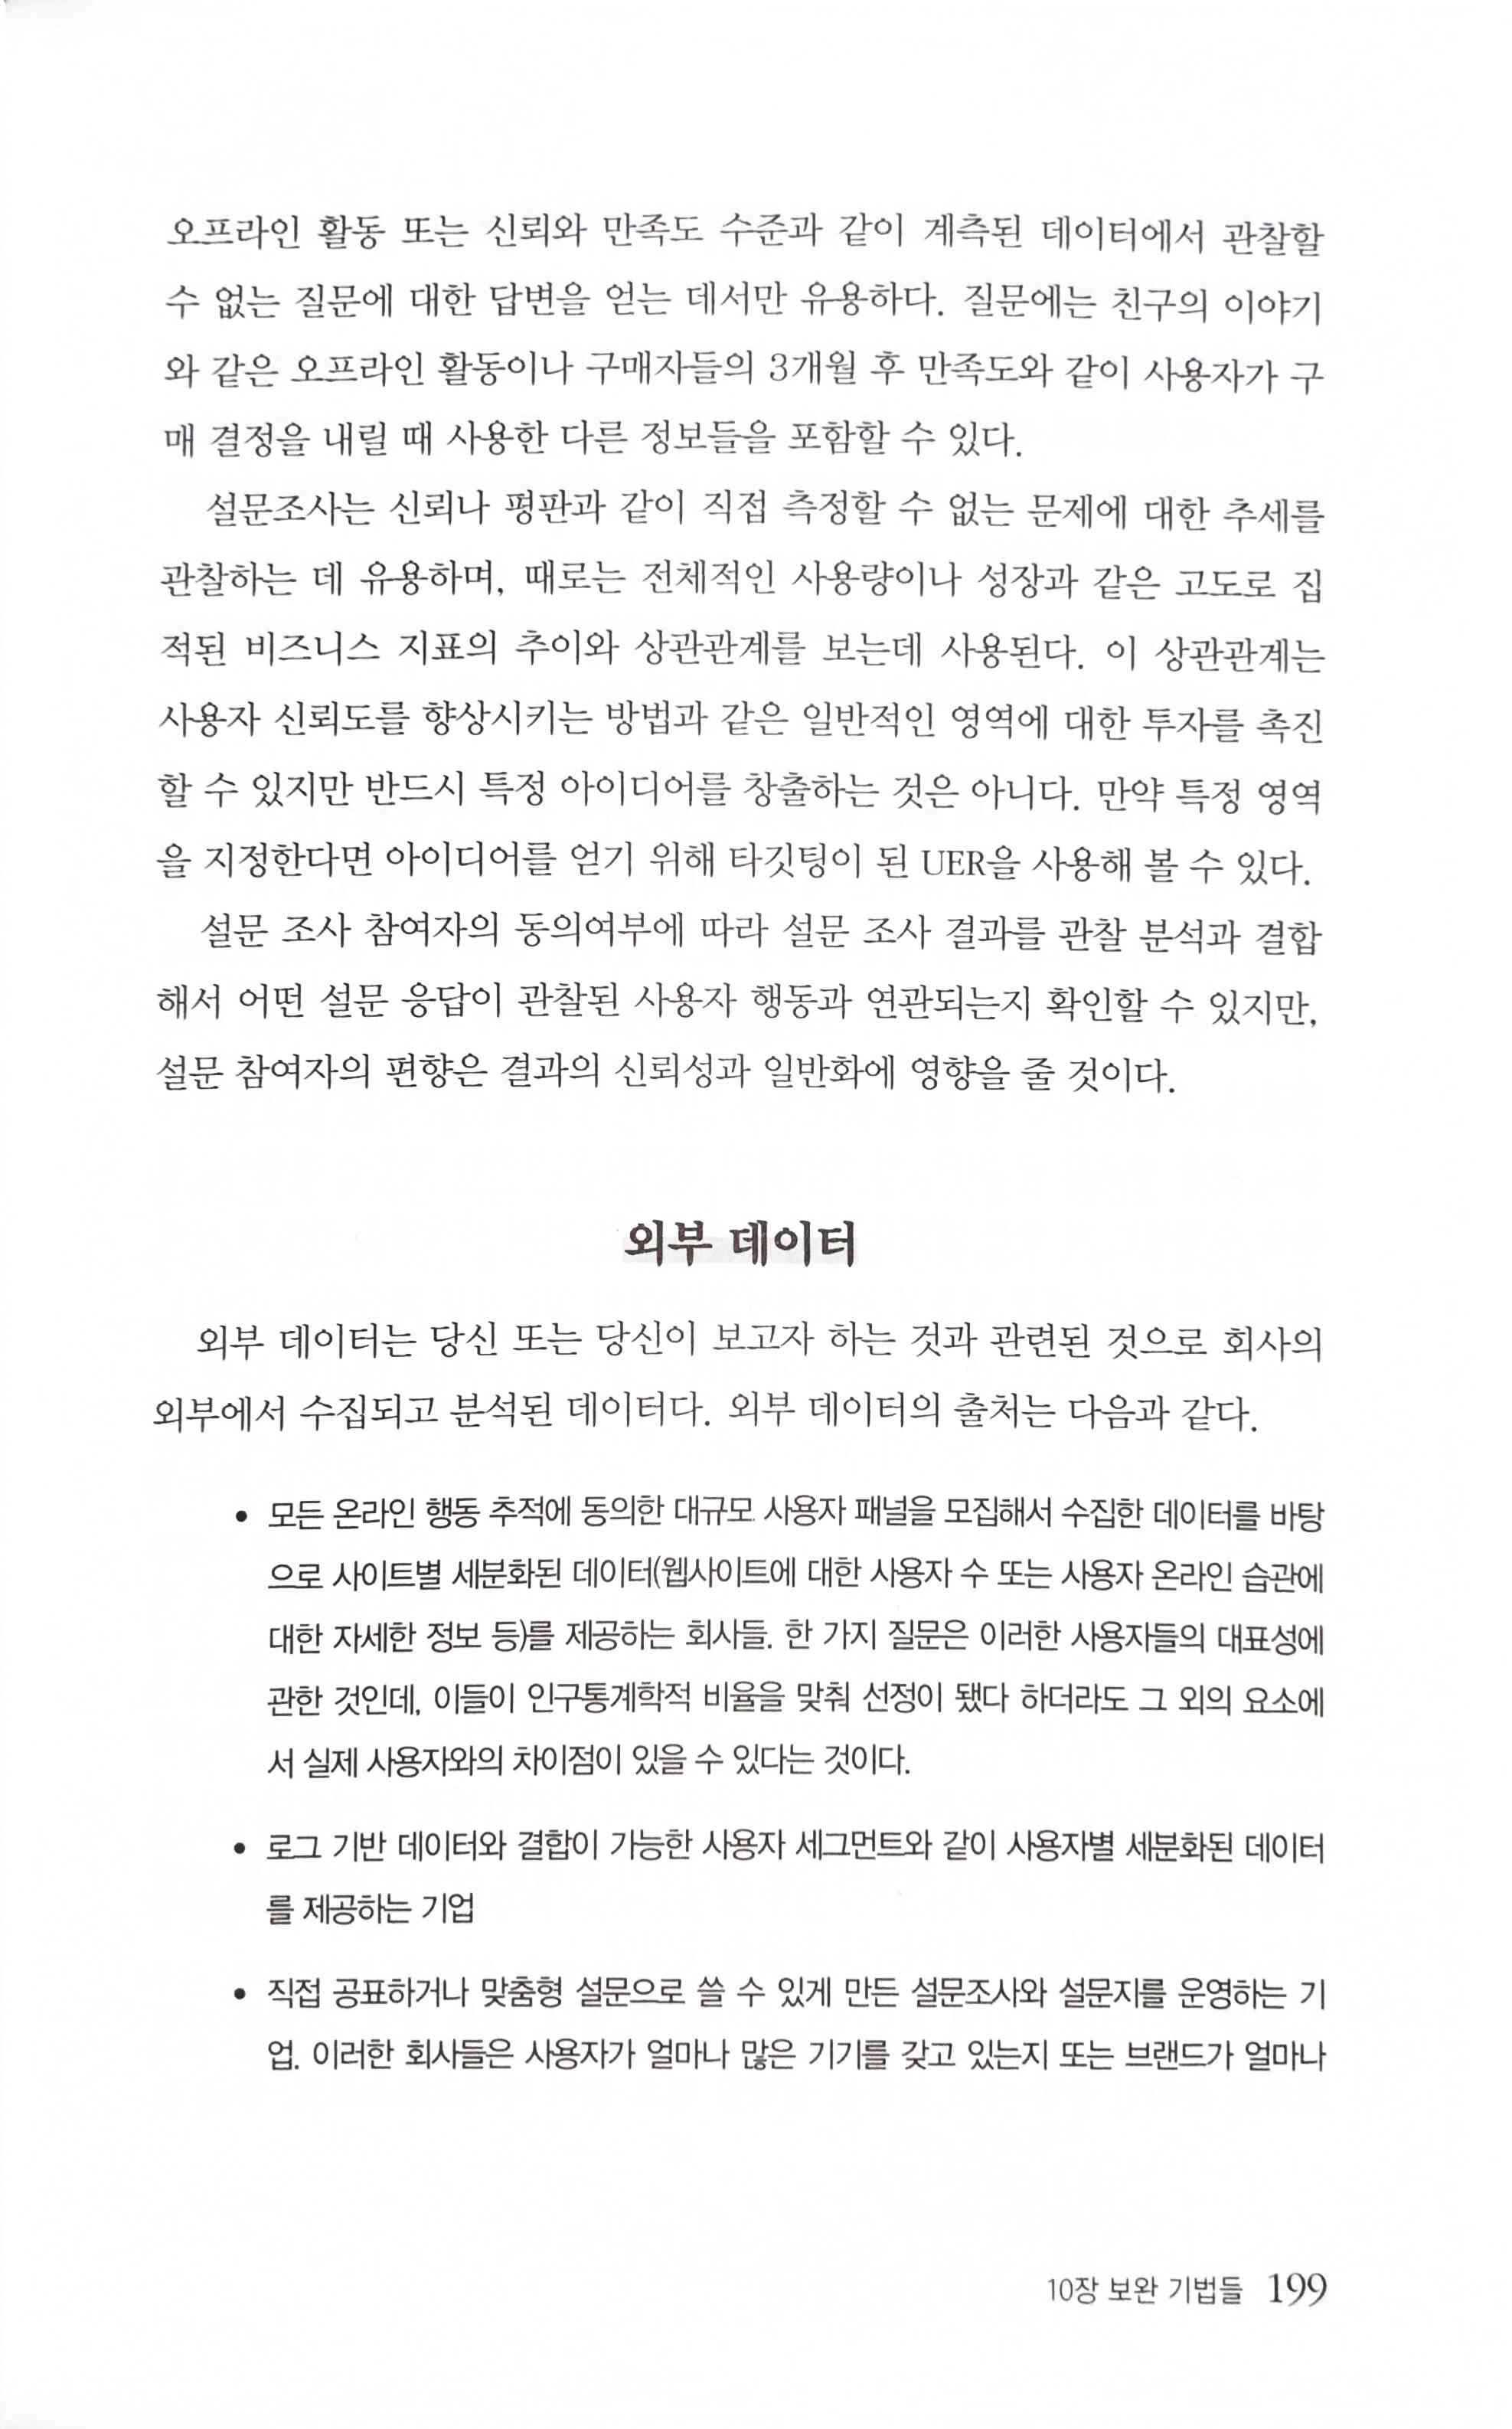 오프라인 활동 또는 신뢰와 만족도 수준과 같이 계측된 데이터에서 관찰할
수 없는 질문에 대한 답변을 얻는 데서만 유용하다. 질문에는 친구의 이야기
와 같은 오프라인 활동이나 구매자들의 3개월 후 만족도와 같이 사용자가 구
매 결정을 내릴 때 사용한 다른 정보들을 포함할 수 있다.
설문조사는 신뢰나 평판과 같이 직접 측정할 수 없는 문제에 대한 추세를
관찰하는 데 유용하며, 때로는 전체적인 사용량이나 성장과 같은 고도로 집
적된 비즈니스 지표의 추이와 상관관계를 보는데 사용된다. 이 상관관계는
사용자 신뢰도를 향상시키는 방법과 같은 일반적인 영역에 대한 투자를 촉진
할 수 있지만 반드시 특정 아이디어를 창출하는 것은 아니다. 만약 특정 영역
을 지정한다면 아이디어를 얻기 위해 타깃팅이 된 UER을 사용해 볼 수 있다.
설문 조사 참여자의 동의여부에 따라 설문 조사 결과를 관찰 분석과 결합
해서 어떤 설문 응답이 관찰된 사용자 행동과 연관되는지 확인할 수 있지만,
설문 참여자의 편향은 결과의 신뢰성과 일반화에 영향을 줄 것이다.
외부 데이터
외부 데이터는 당신 또는 당신이 보고자 하는 것과 관련된 것으로 회사의
외부에서 수집되고 분석된 데이터다. 외부 데이터의 출처는 다음과 같다.
• 모든 온라인 행동 추적에 동의한 대규모 사용자 패널을 모집해서 수집한 데이터를 바탕
으로 사이트별 세분화된 데이터(웹사이트에 대한 사용자 수 또는 사용자 온라인 습관에
대한 자세한 정보 등)를 제공하는 회사들. 한 가지 질문은 이러한 사용자들의 대표성에
관한 것인데, 이들이 인구통계학적 비율을 맞춰 선정이 됐다 하더라도 그 외의 요소에
서 실제 사용자와의 차이점이 있을 수 있다는 것이다.
• 로그 기반 데이터와 결합이 가능한 사용자 세그먼트와 같이 사용자별 세분화된 데이터
를 제공하는 기업
• 직접 공표하거나 맞춤형 설문으로 쓸 수 있게 만든 설문조사와 설문지를 운영하는 기
업. 이러한 회사들은 사용자가 얼마나 많은 기기를 갖고 있는지 또는 브랜드가 얼마나
10장 보완 기법들 199